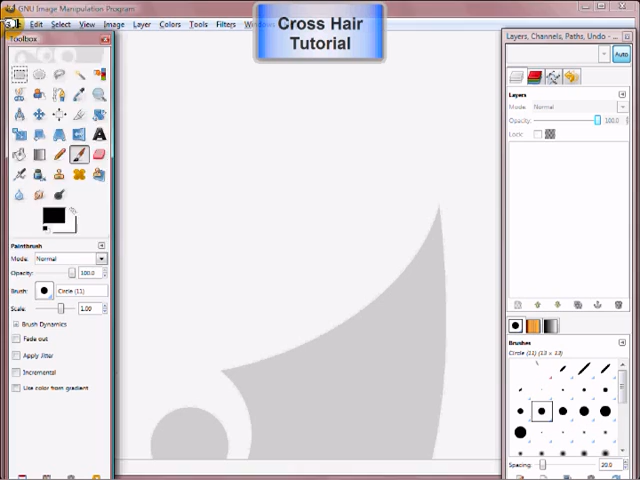 GNU Image Manipulation Program
Edit Select View Image Layer Colors Tools Filters Windows
Cross Hair
Tutorial
Toolbox
Paintbrush
Mode: Normal
Opacity: 100.0
Brush: Circle (11)
Scale: 1.00
Brush Dynamics
Fade out
Apply Jitter
Incremental
Use color from gradient
Layers, Channels, Paths, Undo -
Auto
Layers
Mode: Normal
Opacity: 100.0
Lock:
Brushes
Circle (11) (13 × 13)
Spacing: 20.0